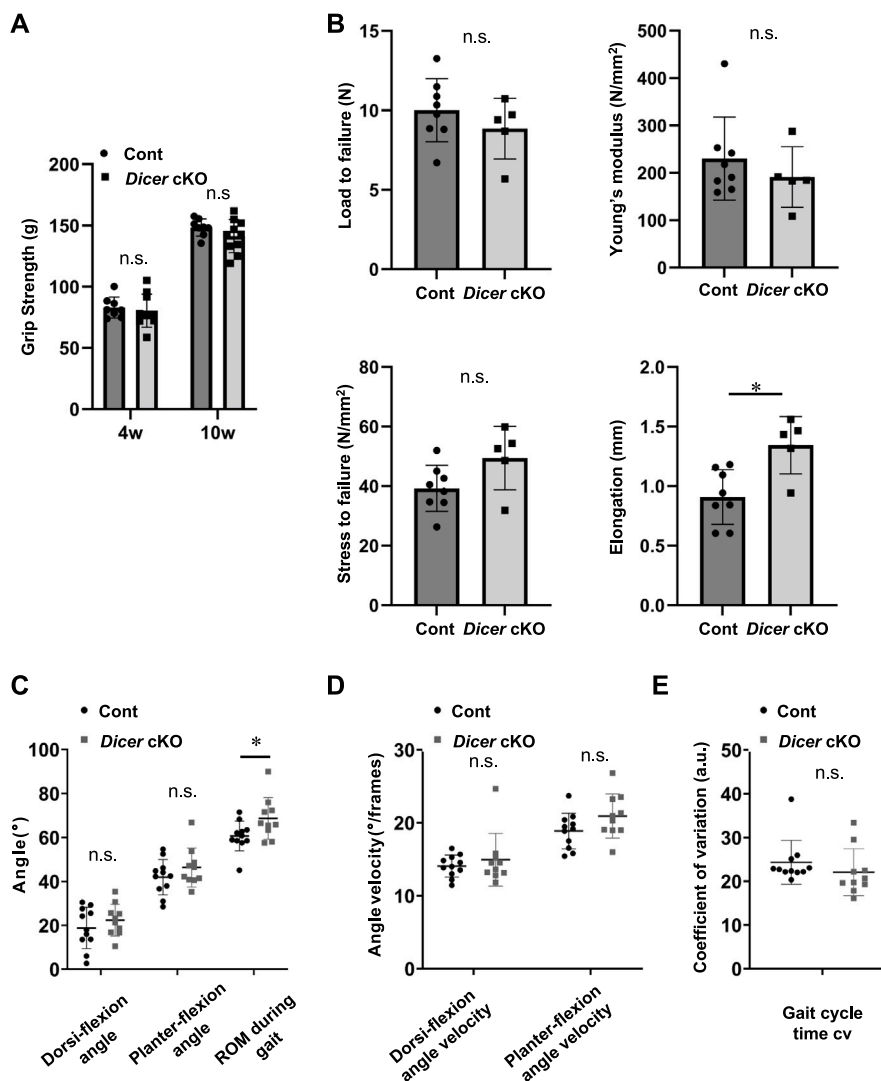 A
Cont
Dicer cKO
Grip Strength (g)
200
150
100
50
0
n.s.
n.s
4w
10w
B
Load to failure (N)
15
10
5
0
n.s.
Cont Dicer cKO
Young's modulus (N/mm²)
500
400
300
200
100
0
n.s.
Cont Dicer cKO
Stress to failure (N/mm²)
80
60
40
20
0
n.s.
Cont Dicer cKO
Elongation (mm)
2.0
1.5
1.0
0.5
0.0
*
Cont Dicer cKO
C
Cont
Dicer cKO
Angle(°)
100
80
60
40
20
0
n.s.
n.s.
*
Dorsi-flexion
angle
Planter-flexion
angle
ROM during
gait
D
Cont
Dicer cKO
Angle velocity(°/frames)
30
20
10
0
n.s.
n.s.
Dorsi-flexion
angle velocity
Planter-flexion
angle velocity
E
Cont
Dicer cKO
Coefficient of variation (a.u.)
50
40
30
20
10
0
n.s.
Gait cycle
time cv